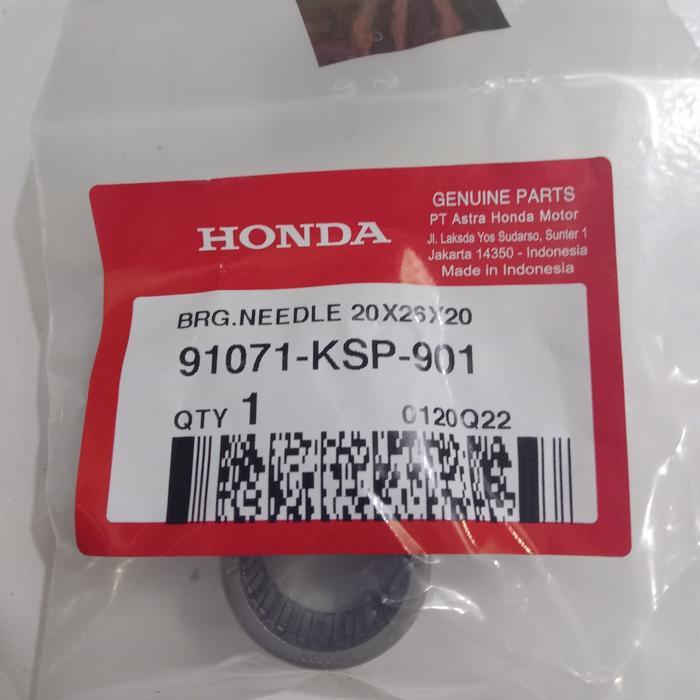 HONDA
GENUINE PARTS
PT Astra Honda Motor
Jl. Laksda Yos Sudarso, Sunter 1
Jakarta 14350 - Indonesia
Made in Indonesia
BRG.NEEDLE 20X26X20
91071-KSP-901
QTY 1 0120Q22